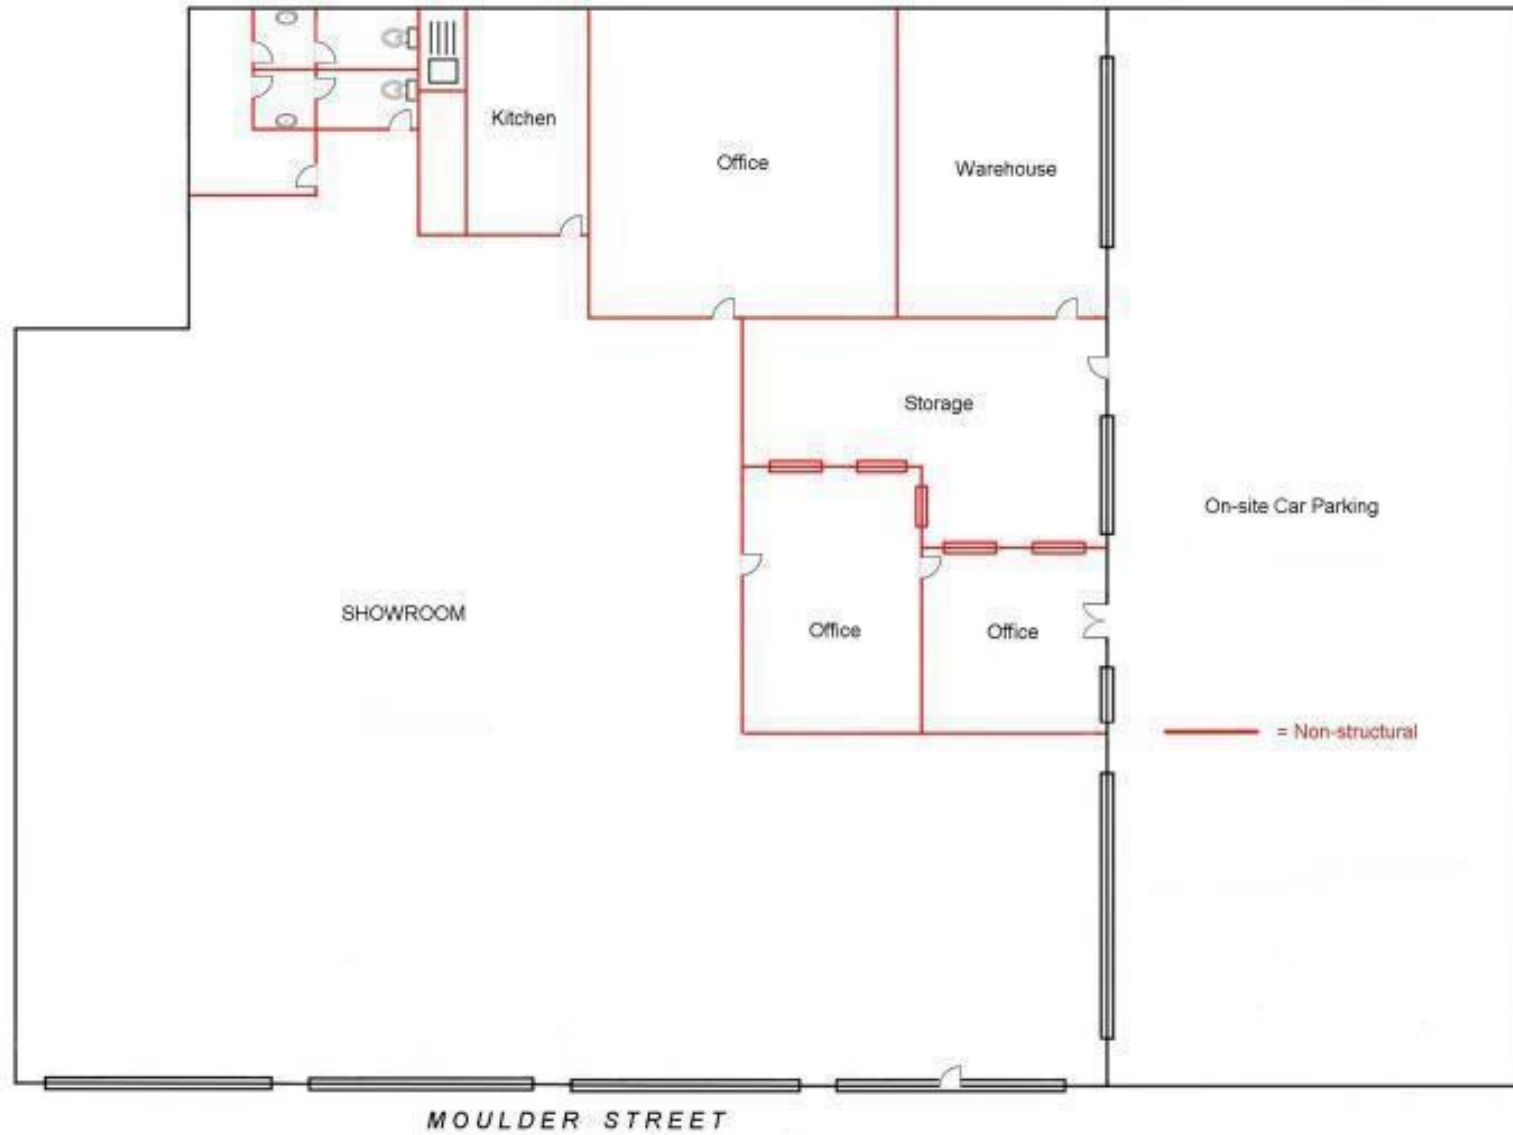 Kitchen
Office
Warehouse
Storage
On-site Car Parking
SHOWROOM
Office
Office
= Non-structural
MOULDER STREET